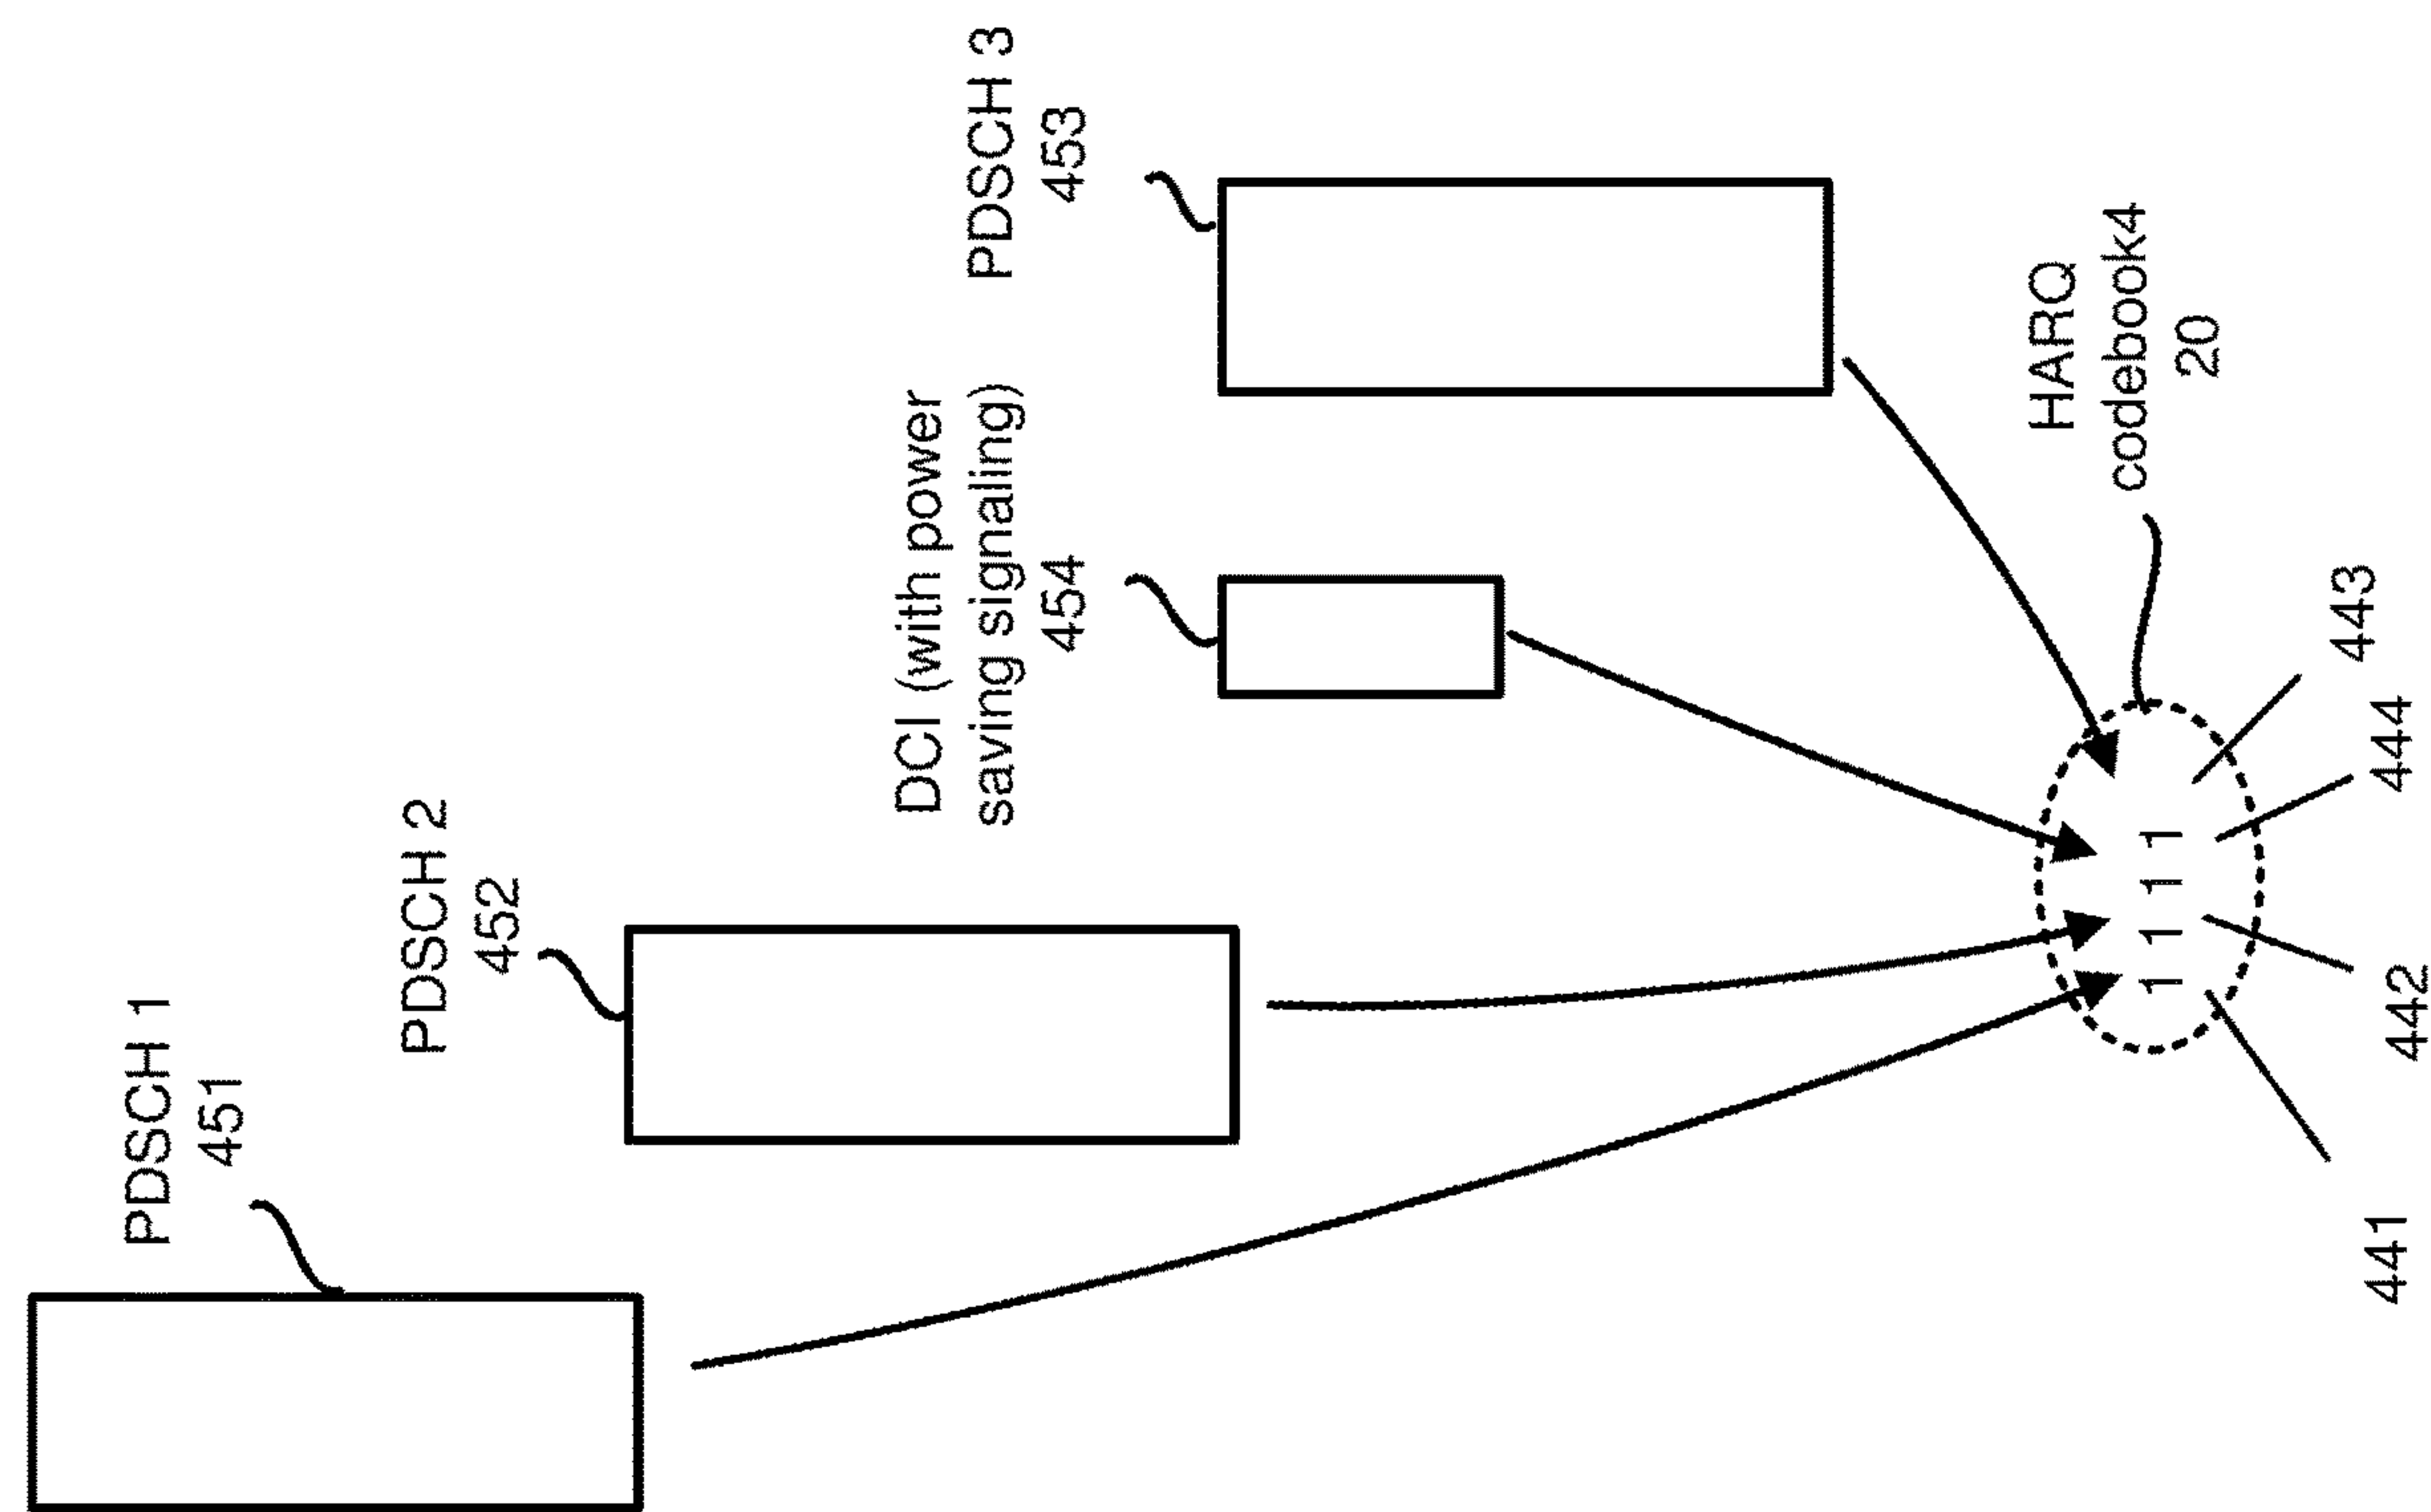 PDSCH 1
451
PDSCH 2
452
DCI (with power
saving signaling)
454
PDSCH 3
453
HARQ
codebook4
20
1 1 1 1
441
442
444
443